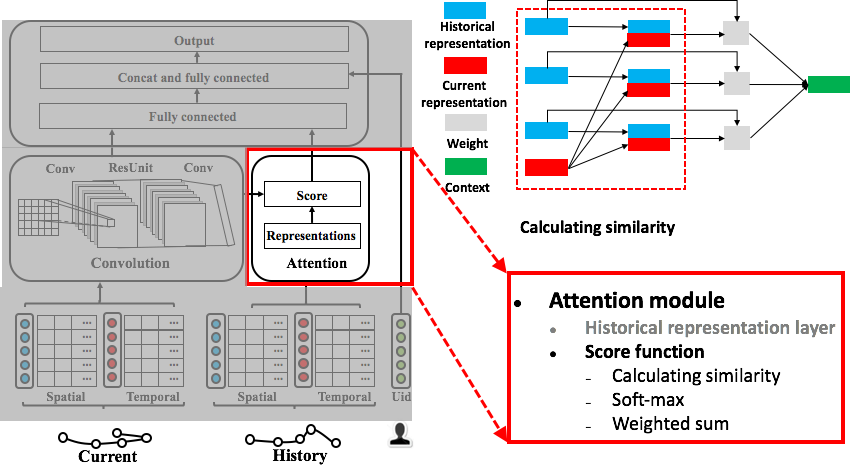 Output
Concat and fully connected
Fully connected
Conv
ResUnit
Conv
Convolution
Score
Representations
Attention
...
...
...
...
Spatial
Temporal
Spatial
Temporal
Uid
Current
History
Historical
representation
Current
representation
Weight
Context
Calculating similarity
• Attention module
• Historical representation layer
• Score function
- Calculating similarity
- Soft-max
- Weighted sum